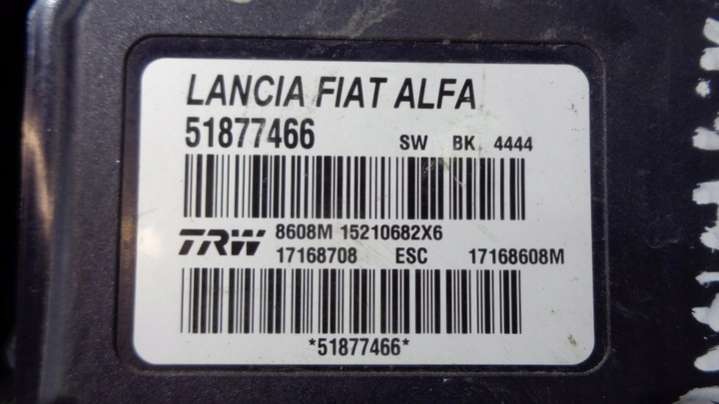 LANCIA FIAT ALFA
51877466 SW BK 4444
8608M 15210682X6
TRW 17168708 ESC 17168608M
*51877466*